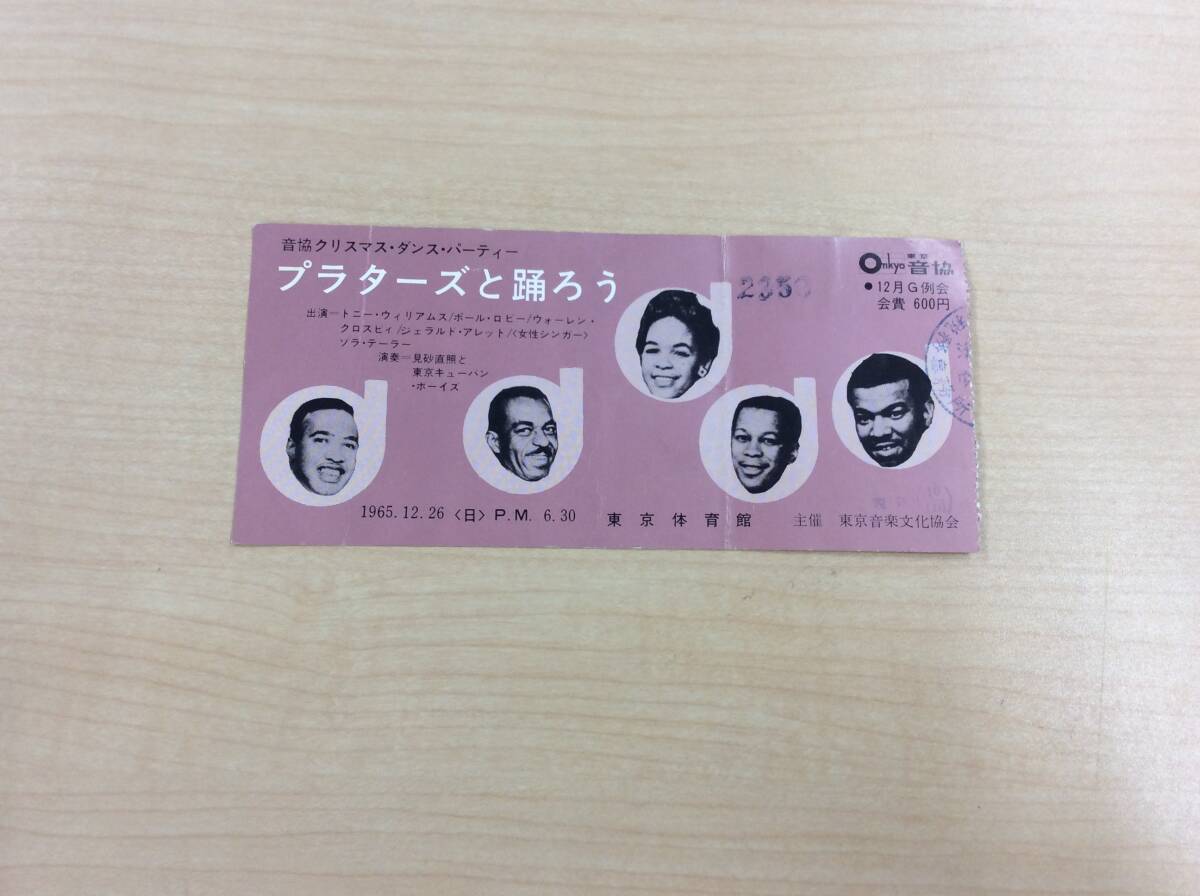 音協クリスマス・ダンス・パーティー
プラターズと踊ろう
出演=トニー・ウィリアムス/ポール・ロビー/ウォーレン・
クロスビィ/ジェラルド・アレット/〈女性シンガー〉
ソラ・テーラー
演奏=見砂直照と
東京キューバン
・ボーイズ
Onkyo 東京 音協
●12月G例会
会費 600円
1965.12.26〈日〉P.M. 6.30 東京体育館 主催 東京音楽文化協会